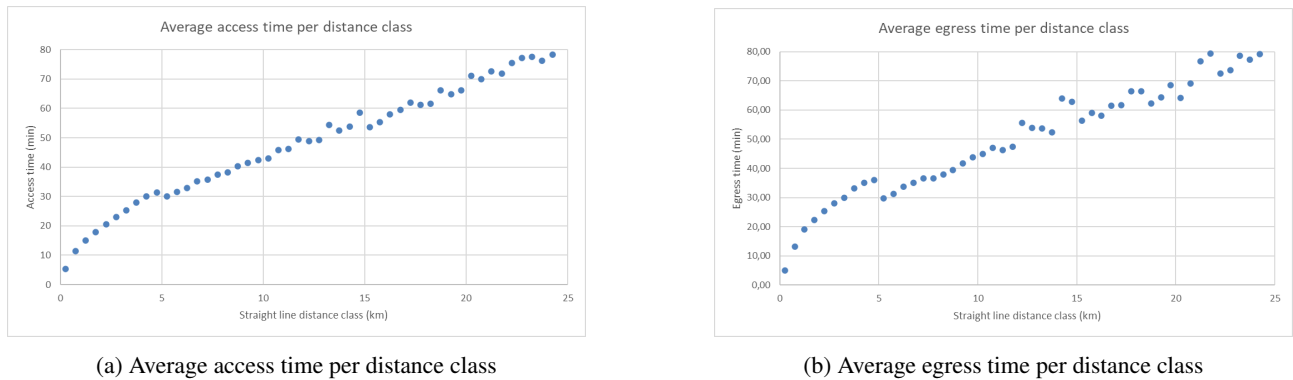 Average access time per distance class
80
70
60
50
40
30
20
10
0
0 5 10 15 20 25
Access time (min)
Straight line distance class (km)
(a) Average access time per distance class
Average egress time per distance class
80,00
70,00
60,00
50,00
40,00
30,00
20,00
10,00
0,00
0 5 10 15 20 25
Egress time (min)
Straight line distance class (km)
(b) Average egress time per distance class